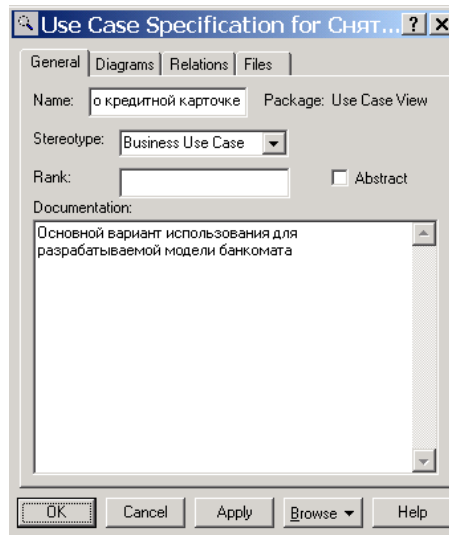 Use Case Specification for Снят...
General Diagrams Relations Files
Name: о кредитной карточке Package: Use Case View
Stereotype: Business Use Case
Rank: Abstract
Documentation:
Основной вариант использования для
разрабатываемой модели банкомата
OK Cancel Apply Browse Help